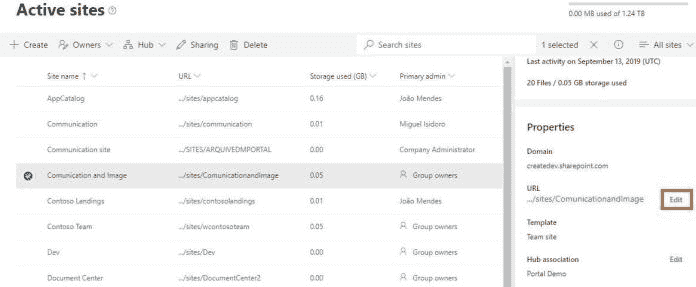 Active sites
0.00 MB used of 1.24 TB
Create Owners Hub Sharing Delete Search sites 1 selected All sites
Site name ↑ URL Storage used (GB) Primary admin
AppCatalog .../sites/appcatalog 0.16 João Mendes
Communication .../sites/communication 0.01 Miguel Isidoro
Communication site .../SITES/ARQUIVEDMPORTAL 0.00 Company Administrator
Comunication and Image .../sites/ComunicationandImage 0.05 Group owners
Contoso Landings .../sites/contosolandings 0.01 João Mendes
Contoso Team .../sites/wcontosoteam 0.05 Group owners
Dev .../sites/Dev 0.00 Group owners
Document Center .../sites/DocumentCenter2 0.00 Group owners
Last activity on September 13, 2019 (UTC)
20 Files / 0.05 GB storage used
Properties
Domain
createdev.sharepoint.com
URL
.../sites/ComunicationandImage Edit
Template
Team site
Hub association Edit
Portal Demo